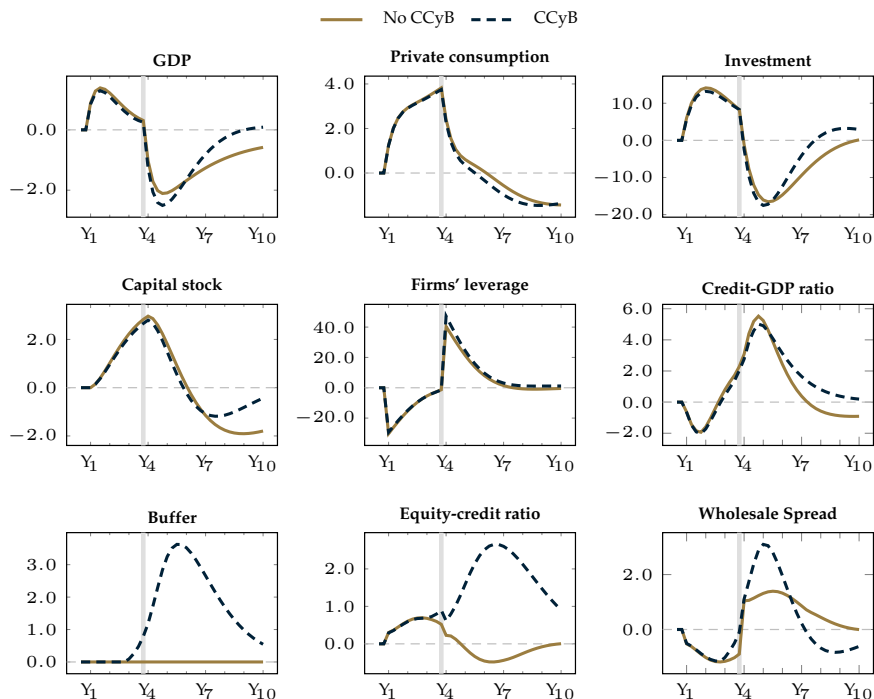 No CCyB CCyB
GDP
Private consumption
Investment
0.0
−2.0
Y1 Y4 Y7 Y10
4.0
2.0
0.0
Y1 Y4 Y7 Y10
10.0
0.0
−10.0
−20.0
Y1 Y4 Y7 Y10
Capital stock
Firms’ leverage
Credit-GDP ratio
2.0
0.0
−2.0
Y1 Y4 Y7 Y10
40.0
20.0
0.0
−20.0
Y1 Y4 Y7 Y10
6.0
4.0
2.0
0.0
−2.0
Y1 Y4 Y7 Y10
Buffer
Equity-credit ratio
Wholesale Spread
3.0
2.0
1.0
0.0
Y1 Y4 Y7 Y10
2.0
1.0
0.0
Y1 Y4 Y7 Y10
2.0
0.0
Y1 Y4 Y7 Y10